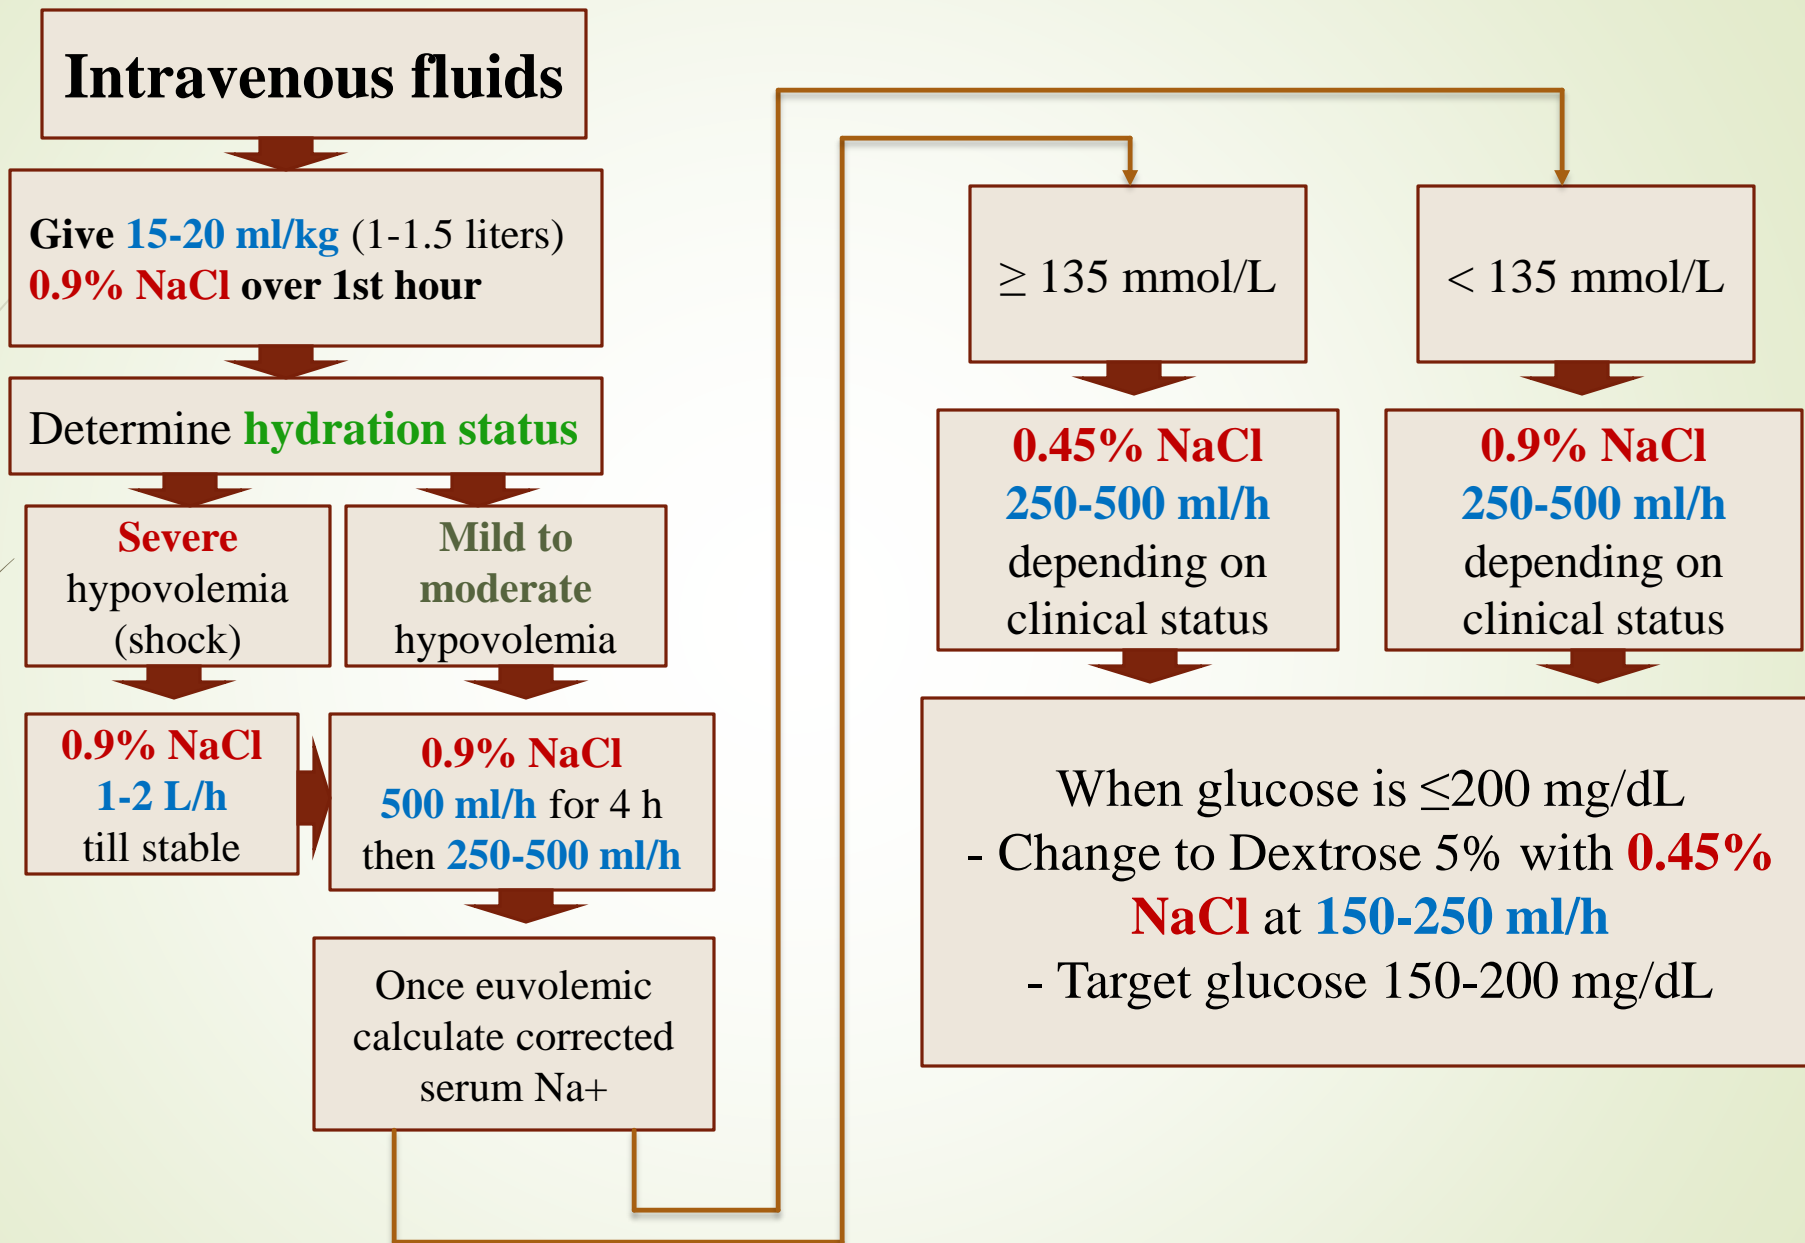 Intravenous fluids
Give 15-20 ml/kg (1-1.5 liters)
0.9% NaCl over 1st hour
Determine hydration status
Severe
hypovolemia
(shock)
Mild to
moderate
hypovolemia
0.9% NaCl
1-2 L/h
till stable
0.9% NaCl
500 ml/h for 4 h
then 250-500 ml/h
Once euvolemic
calculate corrected
serum Na+
≥ 135 mmol/L
< 135 mmol/L
0.45% NaCl
250-500 ml/h
depending on
clinical status
0.9% NaCl
250-500 ml/h
depending on
clinical status
When glucose is ≤200 mg/dL
- Change to Dextrose 5% with 0.45%
NaCl at 150-250 ml/h
- Target glucose 150-200 mg/dL